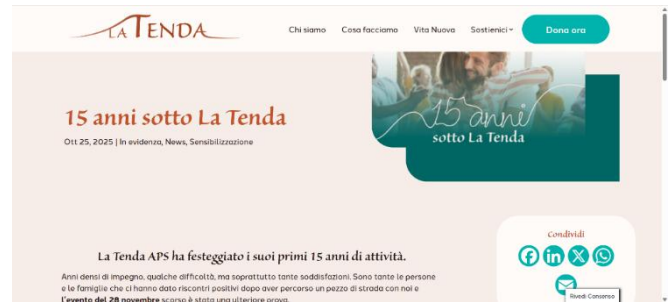 LA TENDA
Chi siamo
Cosa facciamo
Vita Nuova
Sostienici
Dona ora
15 anni
sotto La Tenda
15 anni sotto La Tenda
Ott 25, 2025 | In evidenza, News, Sensibilizzazione
La Tenda APS ha festeggiato i suoi primi 15 anni di attività.
Anni densi di impegno, qualche difficoltà, ma soprattutto tante soddisfazioni. Sono tante le persone
e le famiglie che ci hanno dato riscontri positivi dopo aver percorso un pezzo di strada con noi e
l'evento del 28 novembre scorso è stata una ulteriore prova.
Condividi
Rivedi Consenso